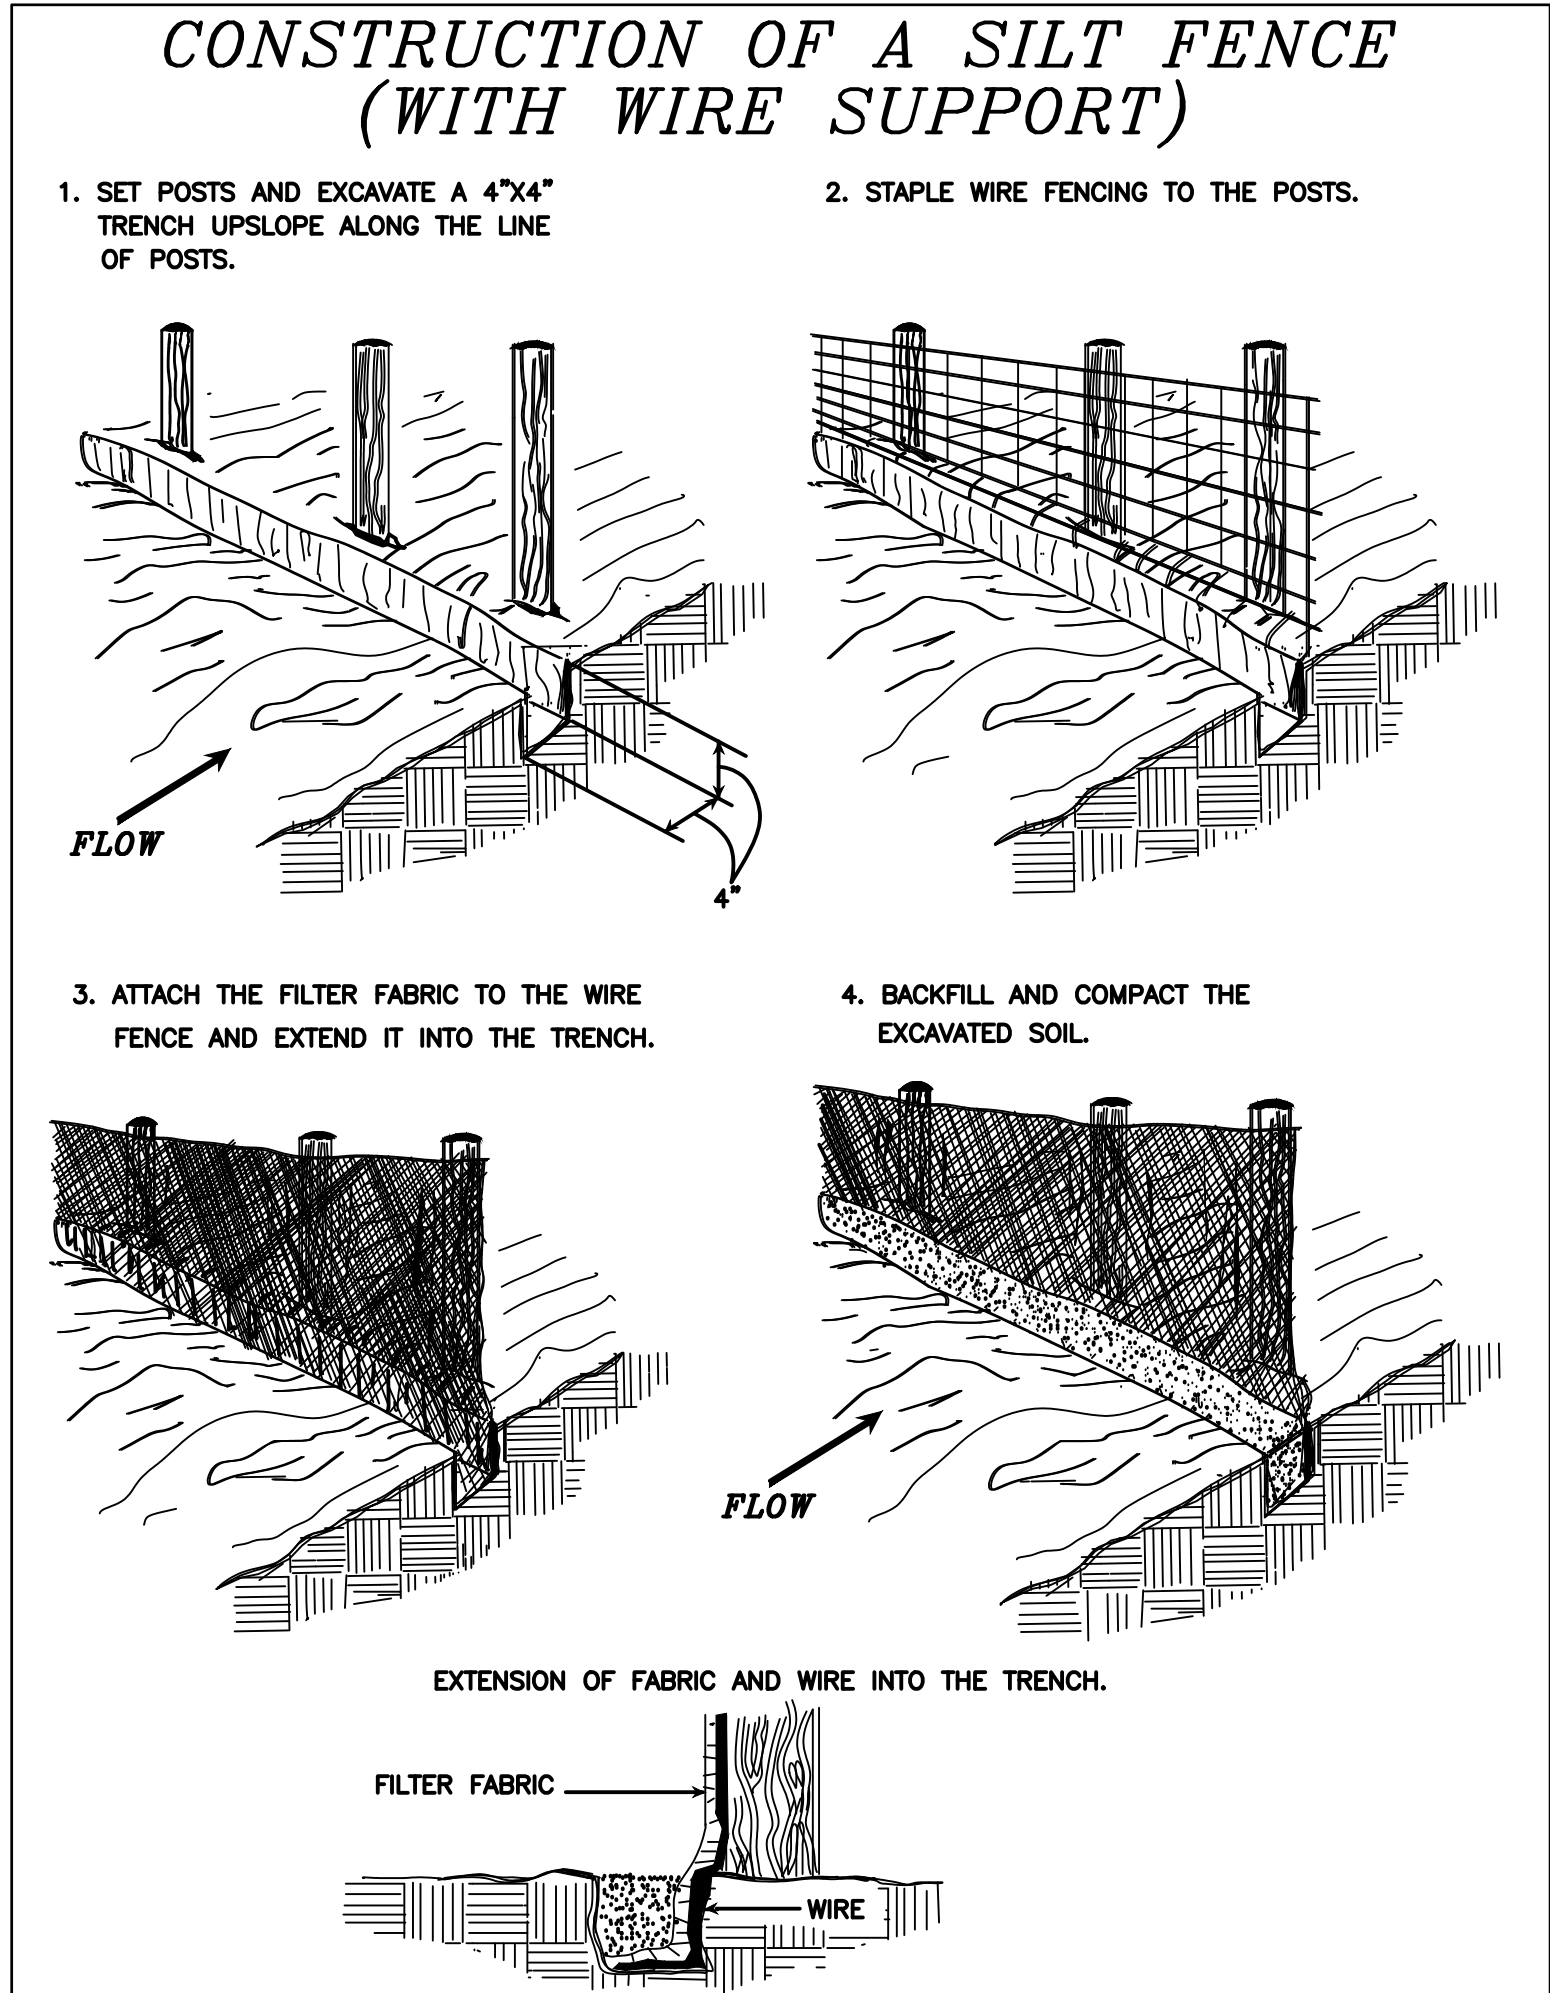 CONSTRUCTION OF A SILT FENCE
(WITH WIRE SUPPORT)
1. SET POSTS AND EXCAVATE A 4"X4"
TRENCH UPSLOPE ALONG THE LINE
OF POSTS.
2. STAPLE WIRE FENCING TO THE POSTS.
FLOW
4"
3. ATTACH THE FILTER FABRIC TO THE WIRE
FENCE AND EXTEND IT INTO THE TRENCH.
4. BACKFILL AND COMPACT THE
EXCAVATED SOIL.
FLOW
EXTENSION OF FABRIC AND WIRE INTO THE TRENCH.
FILTER FABRIC
WIRE